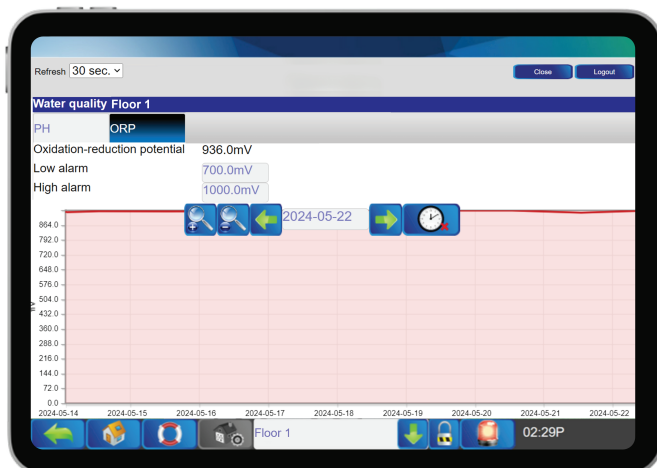 Refresh 30 sec.
Close Logout
Water quality Floor 1
PH ORP
Oxidation-reduction potential 936.0mV
Low alarm 700.0mV
High alarm 1000.0mV
2024-05-22
864.0
792.0
720.0
648.0
576.0
504.0
432.0
360.0
288.0
216.0
144.0
72.0
0.0
mV
2024-05-14 2024-05-15 2024-05-16 2024-05-17 2024-05-18 2024-05-19 2024-05-20 2024-05-21 2024-05-22
Floor 1 02:29P